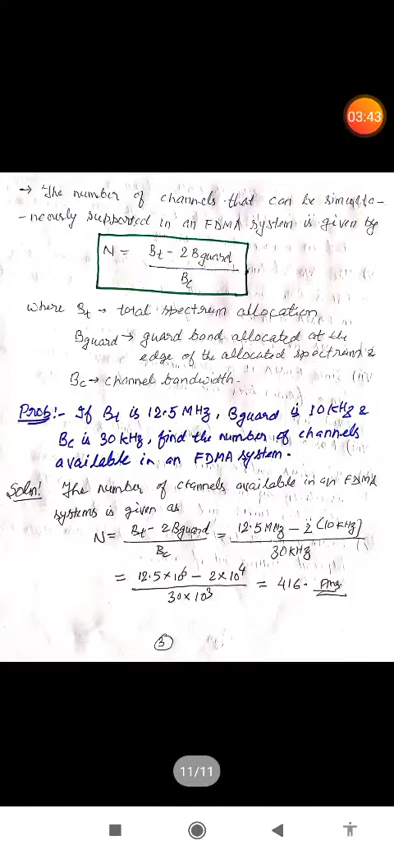 03:43
→ The number of channels that can be simulta-
-neously supported in an FDMA system is given by
N = Bt - 2Bguard / Bc
where Bt → total spectrum allocation
Bguard → guard band allocated at the
edge of the allocated spectrum &
Bc → channel bandwidth.
Prob:- If Bt is 12.5 MHz, Bguard is 10 kHz &
Bc is 30 kHz, find the number of channels
available in an FDMA system.
Soln! The number of channels available in an FDMA
systems is given as
N = Bt - 2Bguard / Bc = 12.5 MHz - 2(10 kHz) / 30 kHz
= 12.5 × 10⁶ - 2×10⁴ / 30×10³ = 416. Ans
③
11/11